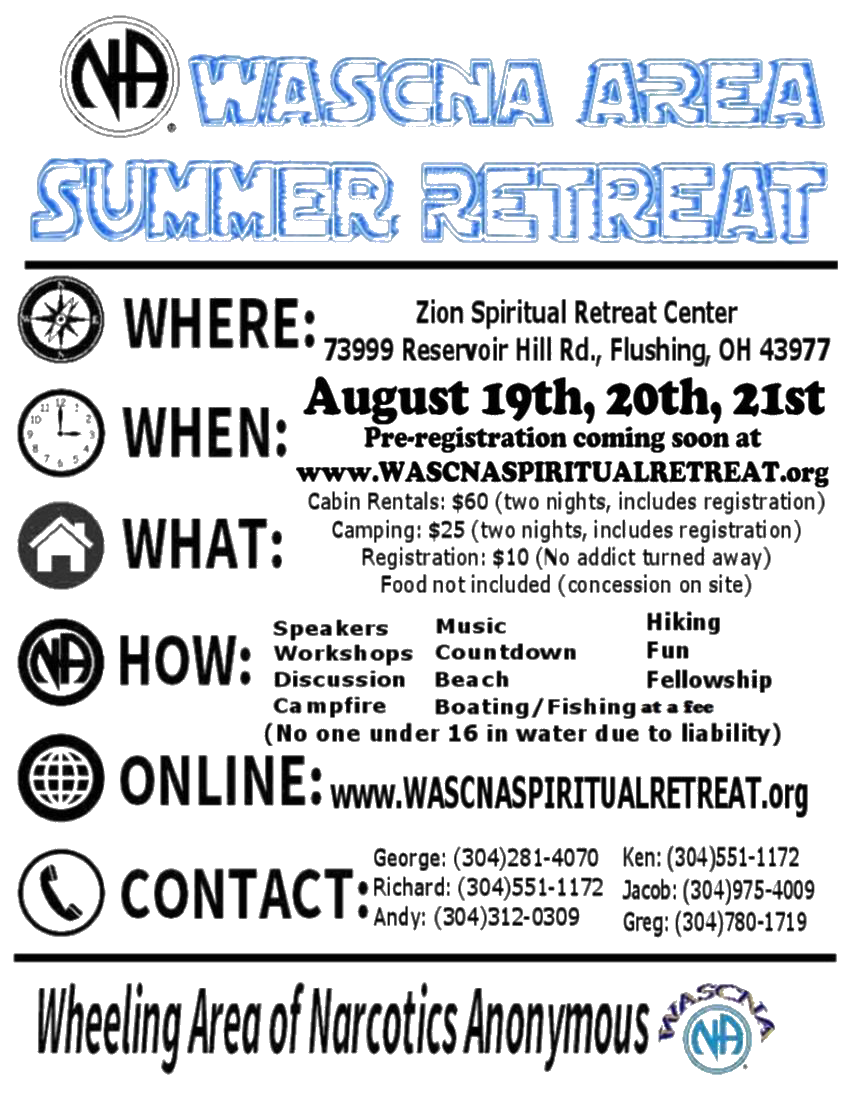 NA WASCNA AREA
SUMMER RETREAT
WHERE:
Zion Spiritual Retreat Center
73999 Reservoir Hill Rd., Flushing, OH 43977
WHEN:
August 19th, 20th, 21st
Pre-registration coming soon at
www.WASCNASPIRITUALRETREAT.org
WHAT:
Cabin Rentals: $60 (two nights, includes registration)
Camping: $25 (two nights, includes registration)
Registration: $10 (No addict turned away)
Food not included (concession on site)
NA HOW:
Speakers Music Hiking
Workshops Countdown Fun
Discussion Beach Fellowship
Campfire Boating/Fishing at a fee
(No one under 16 in water due to liability)
ONLINE: www.WASCNASPIRITUALRETREAT.org
CONTACT:
George: (304)281-4070 Ken: (304)551-1172
Richard: (304)551-1172 Jacob: (304)975-4009
Andy: (304)312-0309 Greg: (304)780-1719
Wheeling Area of Narcotics Anonymous
WASCNA
NA